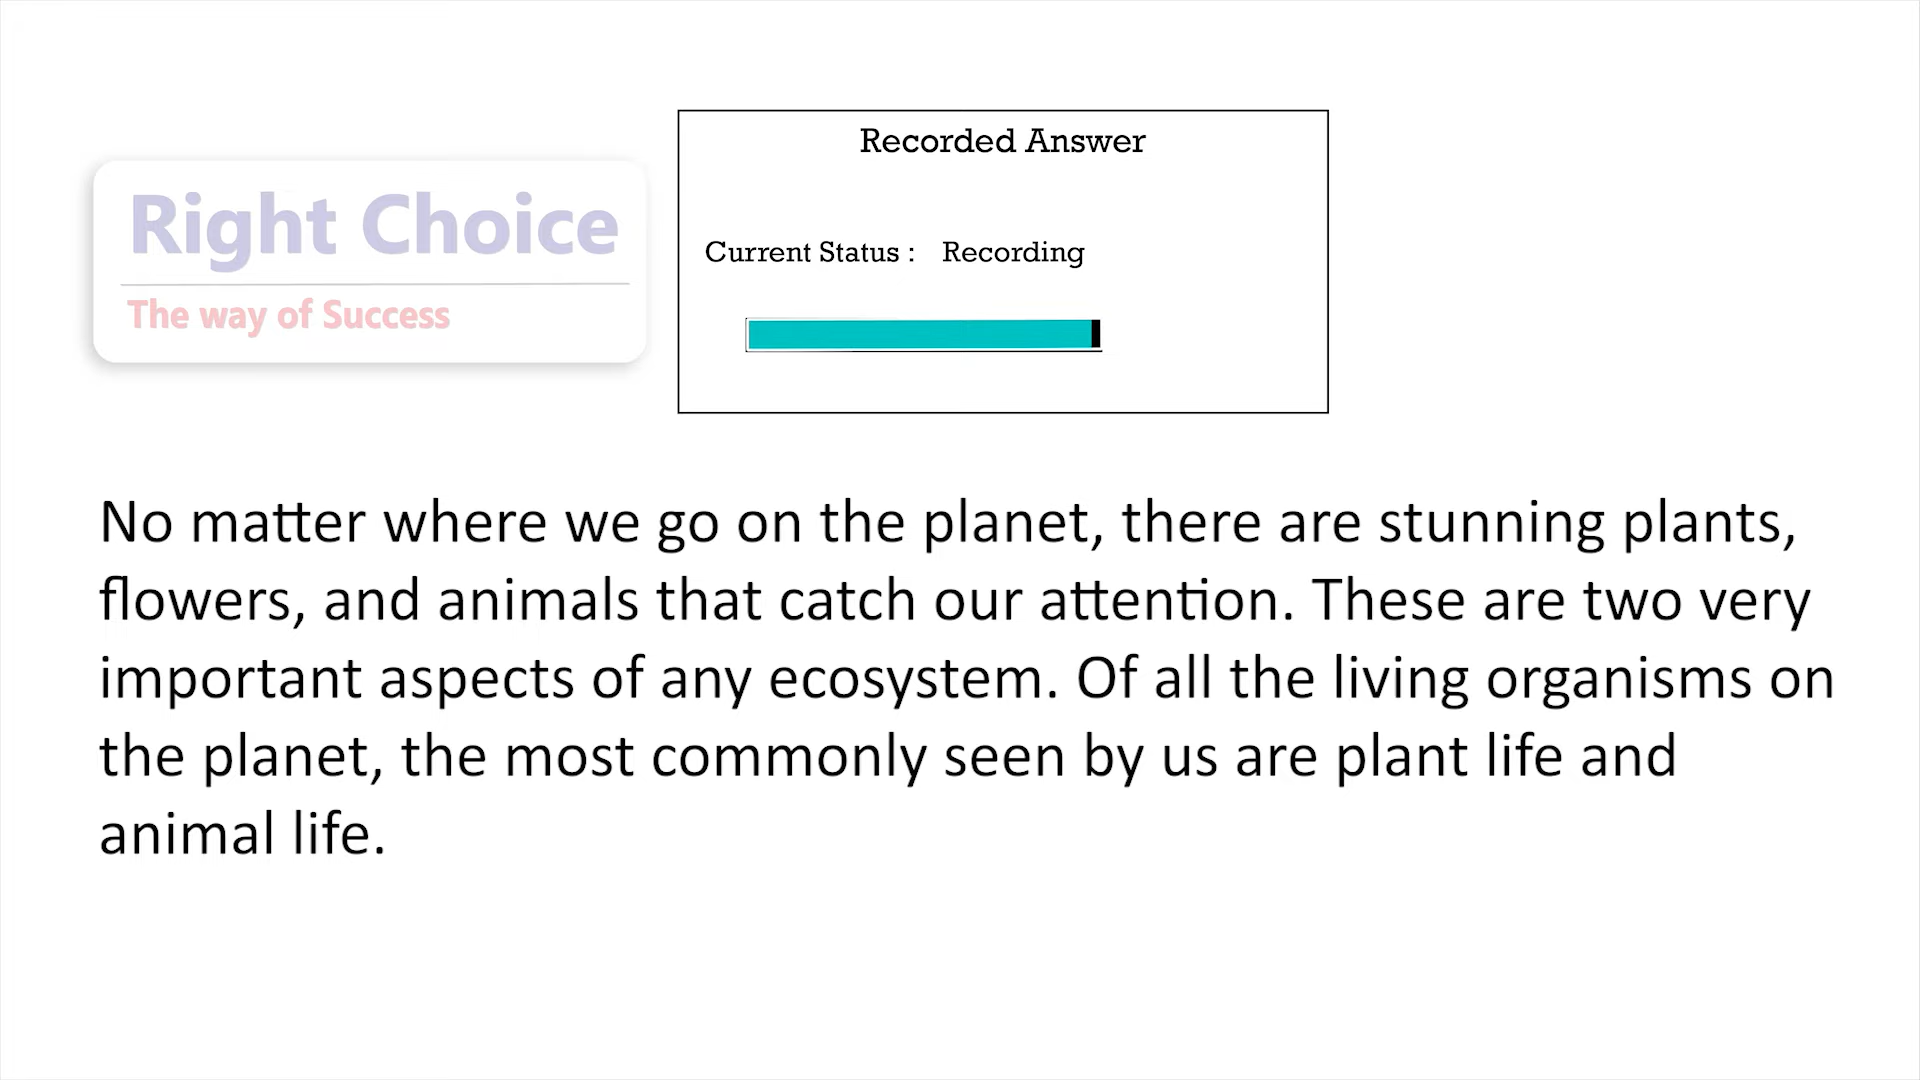 Right Choice
The way of Success
Recorded Answer
Current Status : Recording
No matter where we go on the planet, there are stunning plants,
flowers, and animals that catch our attention. These are two very
important aspects of any ecosystem. Of all the living organisms on
the planet, the most commonly seen by us are plant life and
animal life.